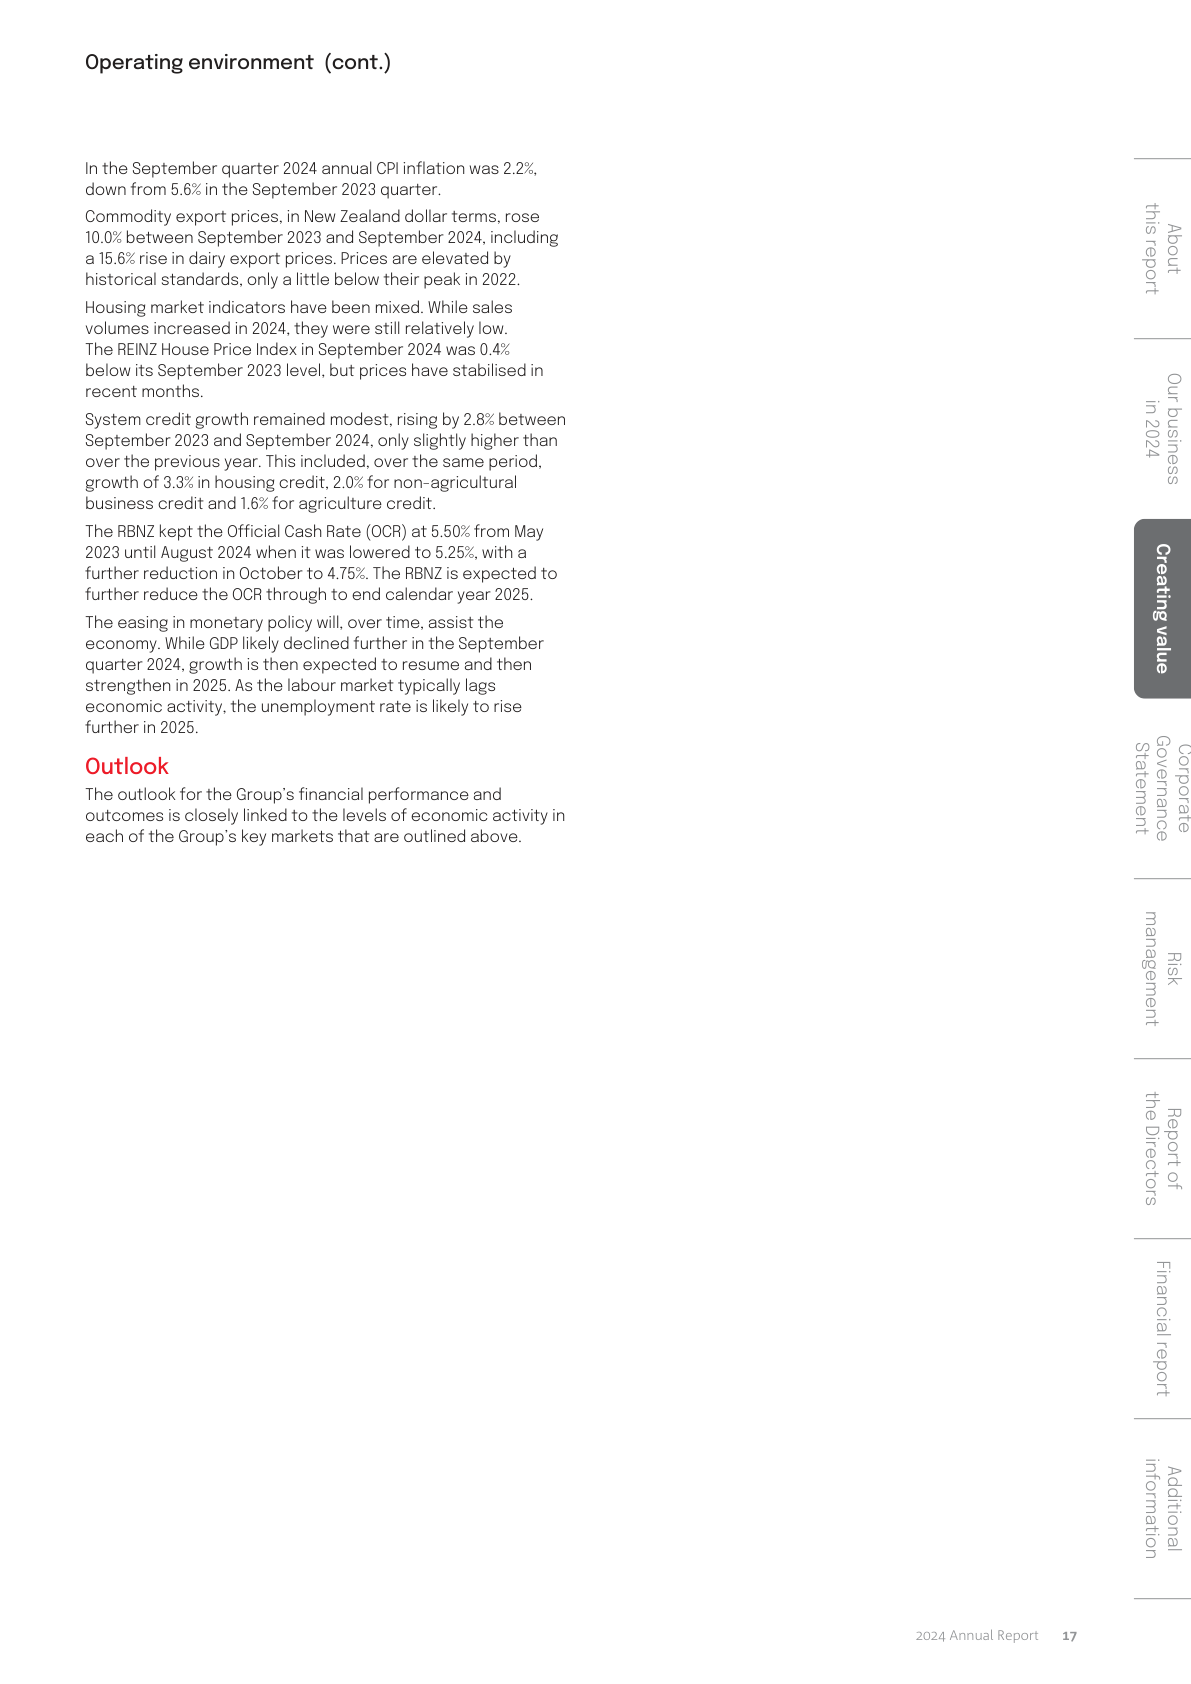 Operating environment (cont.)
In the September quarter 2024 annual CPI inflation was 2.2%,
down from 5.6% in the September 2023 quarter.
Commodity export prices, in New Zealand dollar terms, rose
10.0% between September 2023 and September 2024, including
a 15.6% rise in dairy export prices. Prices are elevated by
historical standards, only a little below their peak in 2022.
Housing market indicators have been mixed. While sales
volumes increased in 2024, they were still relatively low.
The REINZ House Price Index in September 2024 was 0.4%
below its September 2023 level, but prices have stabilised in
recent months.
System credit growth remained modest, rising by 2.8% between
September 2023 and September 2024, only slightly higher than
over the previous year. This included, over the same period,
growth of 3.3% in housing credit, 2.0% for non-agricultural
business credit and 1.6% for agriculture credit.
The RBNZ kept the Official Cash Rate (OCR) at 5.50% from May
2023 until August 2024 when it was lowered to 5.25%, with a
further reduction in October to 4.75%. The RBNZ is expected to
further reduce the OCR through to end calendar year 2025.
The easing in monetary policy will, over time, assist the
economy. While GDP likely declined further in the September
quarter 2024, growth is then expected to resume and then
strengthen in 2025. As the labour market typically lags
economic activity, the unemployment rate is likely to rise
further in 2025.
Outlook
The outlook for the Group’s financial performance and
outcomes is closely linked to the levels of economic activity in
each of the Group’s key markets that are outlined above.
About
this report
Our business
in 2024
Creating value
Corporate
Governance
Statement
Risk
management
Report of
the Directors
Financial report
Additional
information
2024 Annual Report 17